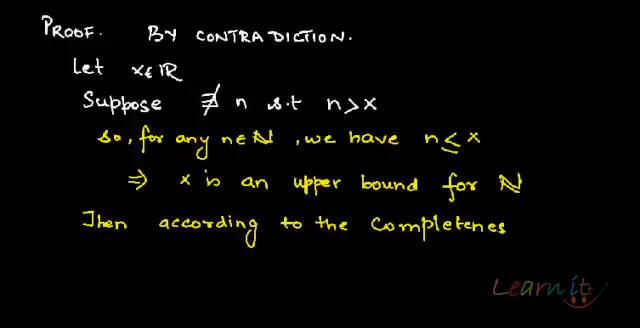 PROOF. BY CONTRADICTION.
Let x∈ℝ
Suppose ∄ n s.t n>x
so, for any n∈ℕ, we have n≤x
⇒ x is an upper bound for ℕ
Then according to the completenes
Learnit